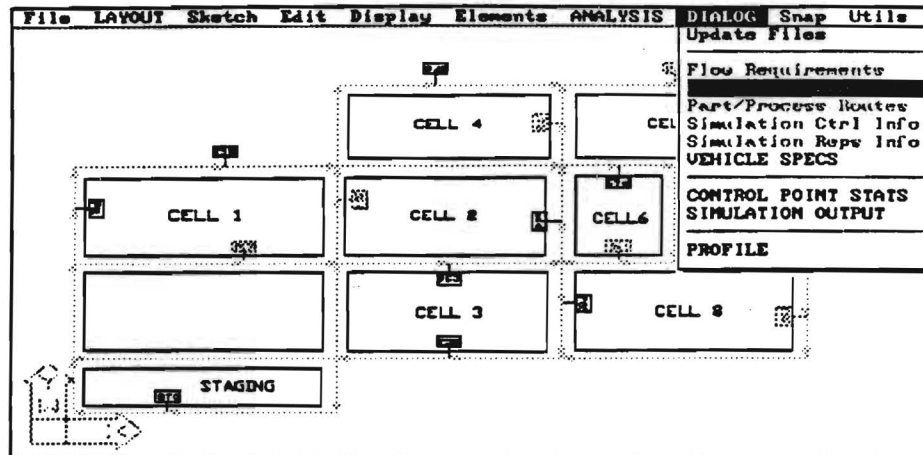 File LAYOUT Sketch Edit Display Elements ANALYSIS DIALOG Snap Utils
Update Files
Flow Requirements
Part/Process Routes
Simulation Ctrl Info
Simulation Reps Info
VEHICLE SPECS
CONTROL POINT STATS
SIMULATION OUTPUT
PROFILE
CELL 4
CEL
CELL 1
CELL 2
CELL6
CELL 3
CELL 8
STAGING